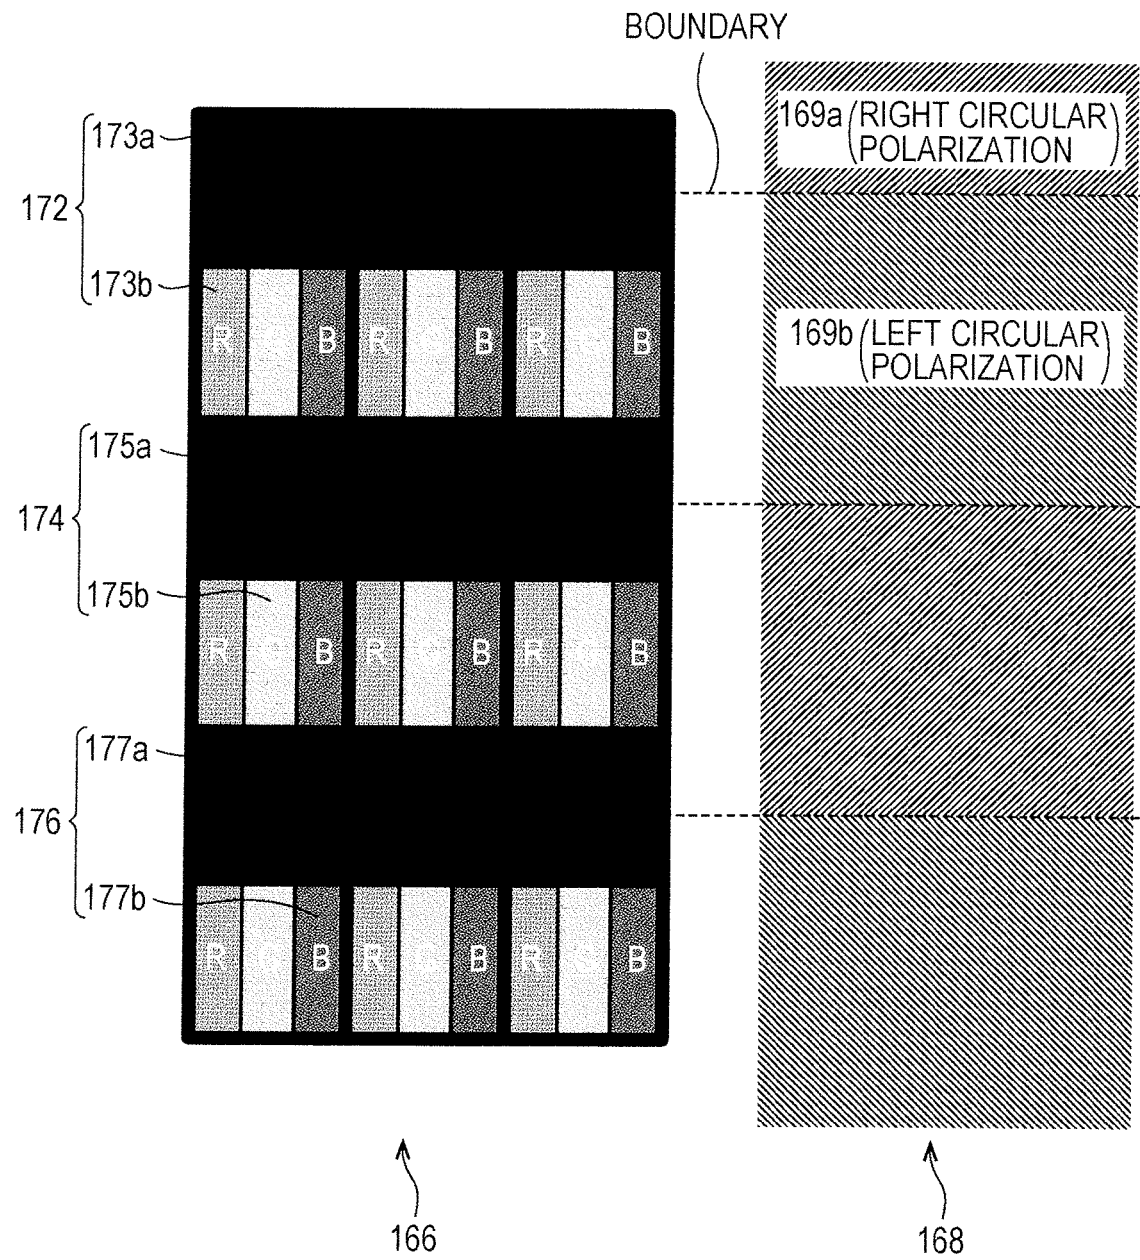 BOUNDARY
169a (RIGHT CIRCULAR POLARIZATION)
173a
172
173b
R B R B R B
169b (LEFT CIRCULAR POLARIZATION)
175a
174
175b
R B R B R B
177a
176
177b
R B R B R B
166
168